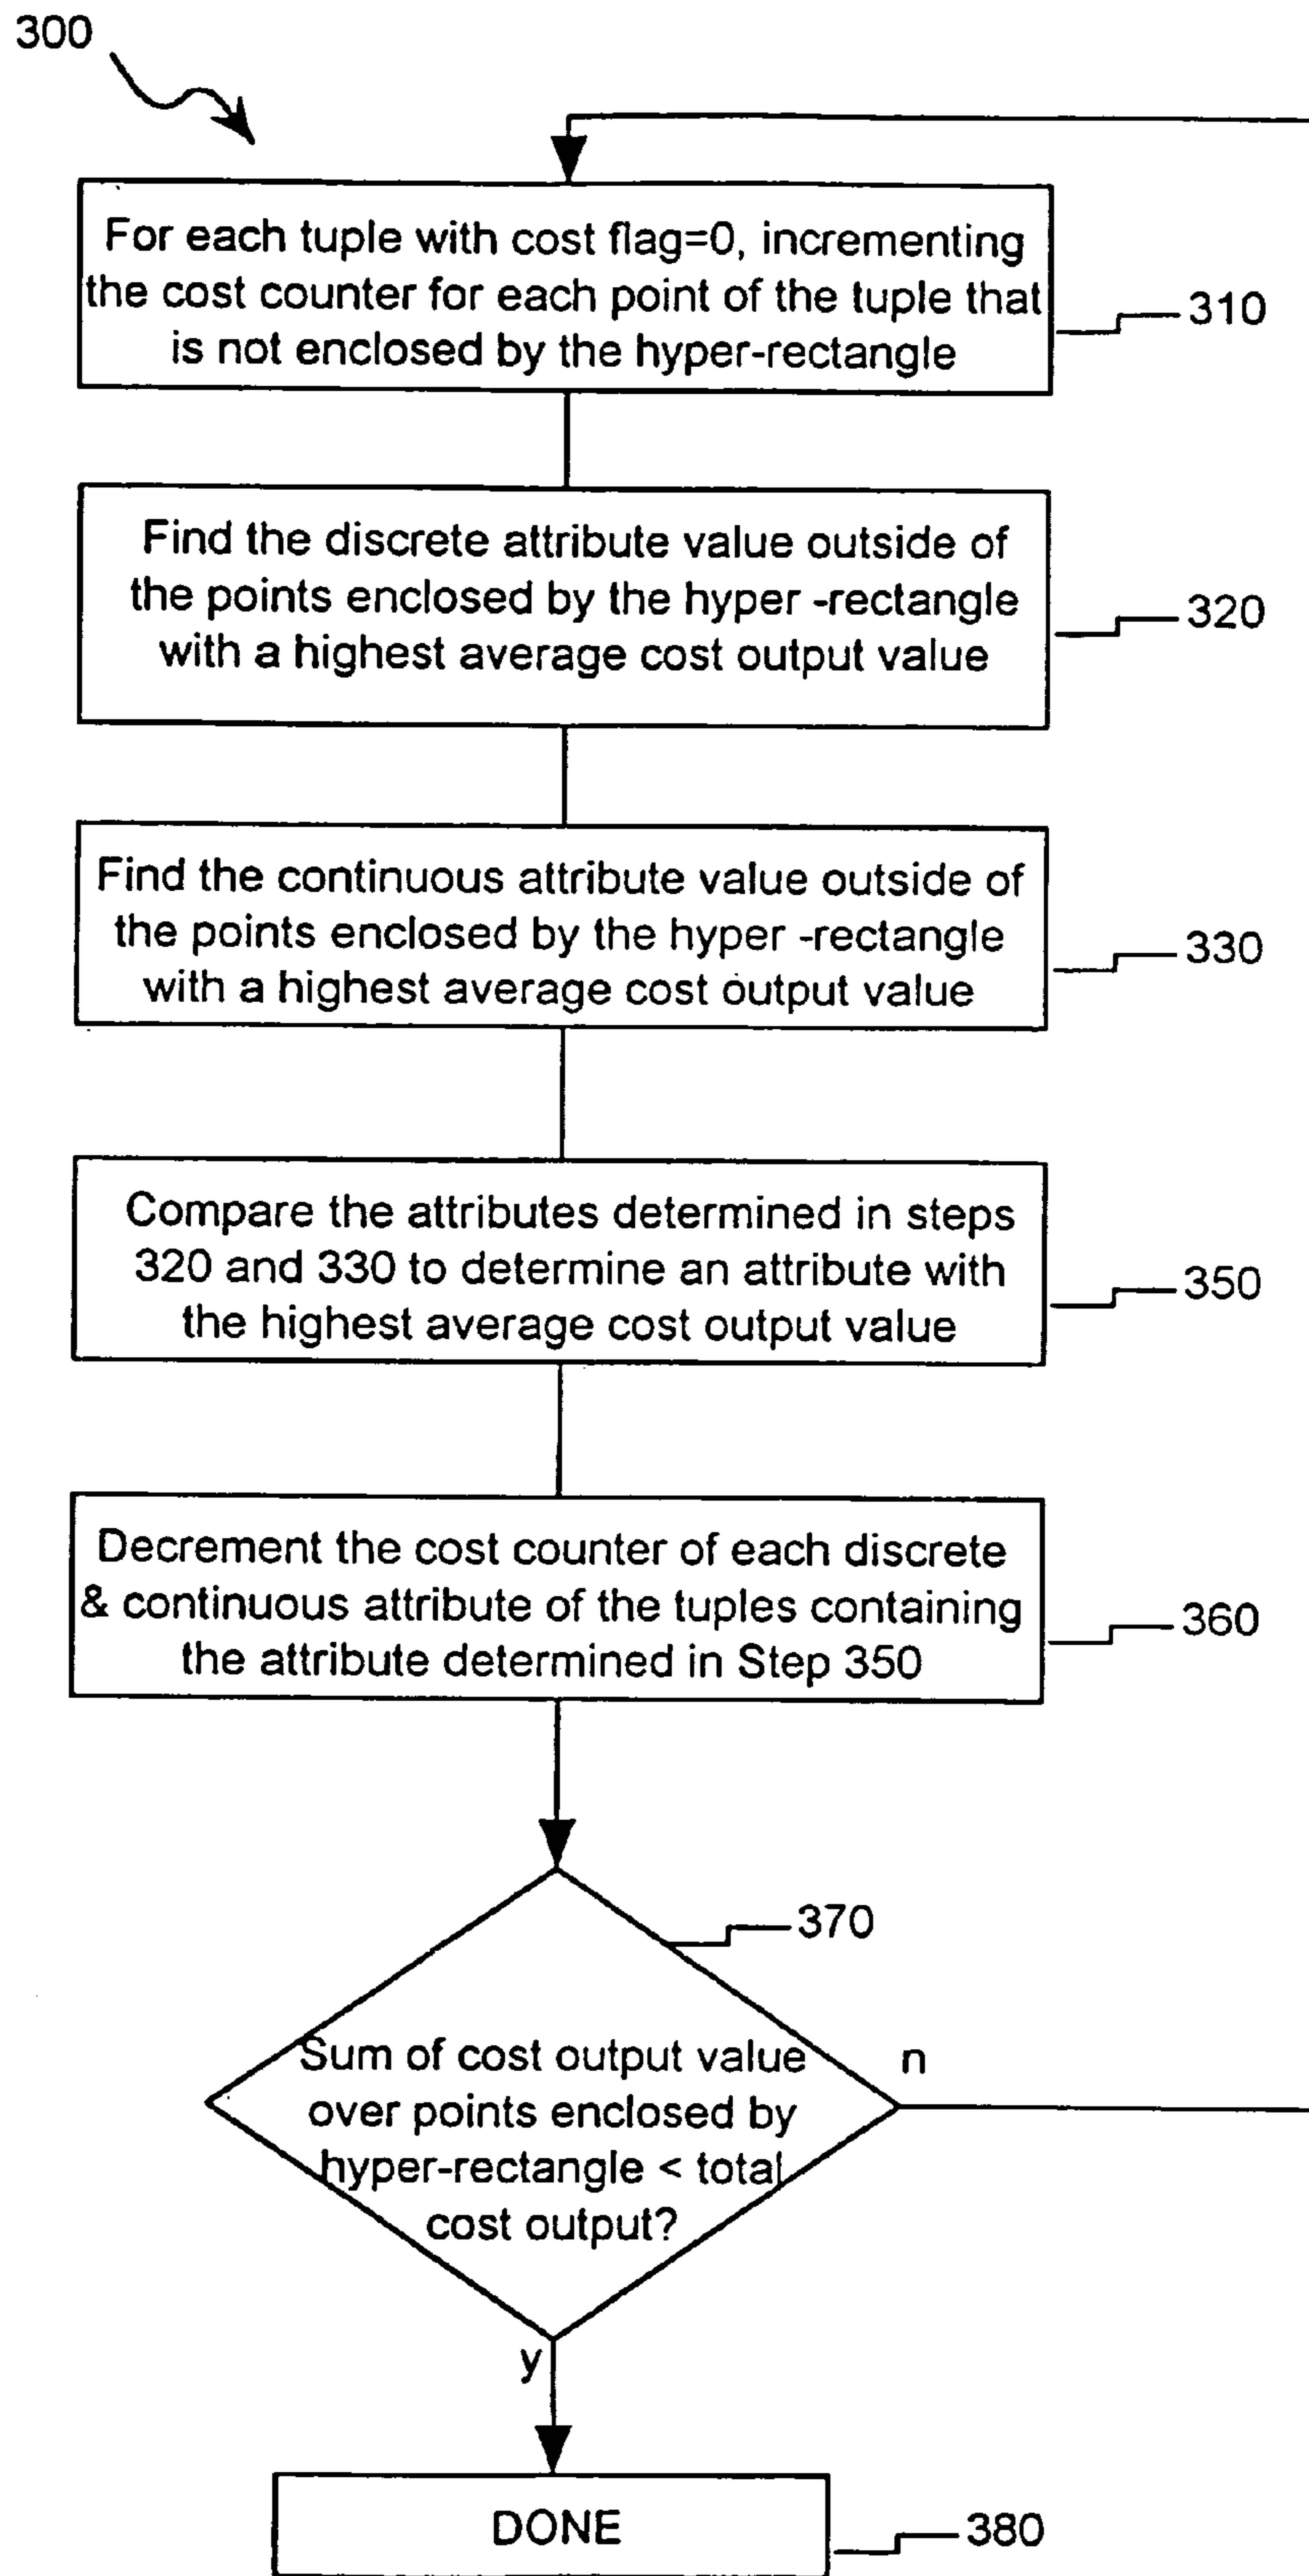 300
For each tuple with cost flag=0, incrementing
the cost counter for each point of the tuple that
is not enclosed by the hyper-rectangle
310
Find the discrete attribute value outside of
the points enclosed by the hyper -rectangle
with a highest average cost output value
320
Find the continuous attribute value outside of
the points enclosed by the hyper -rectangle
with a highest average cost output value
330
Compare the attributes determined in steps
320 and 330 to determine an attribute with
the highest average cost output value
350
Decrement the cost counter of each discrete
& continuous attribute of the tuples containing
the attribute determined in Step 350
360
370
Sum of cost output value
over points enclosed by
hyper-rectangle < total
cost output?
n
y
DONE
380